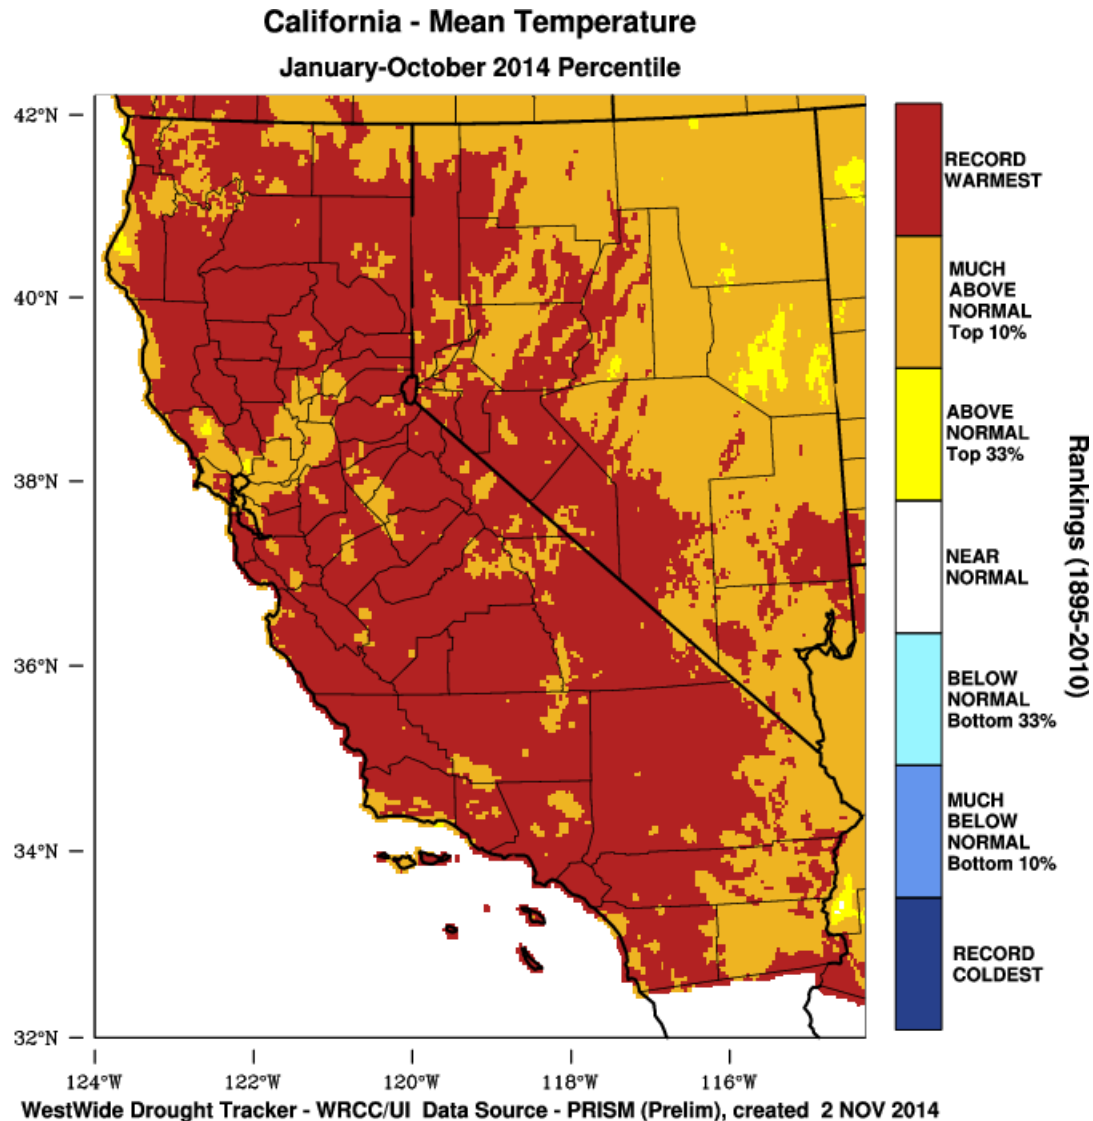 California - Mean Temperature
January-October 2014 Percentile
42°N
40°N
38°N
36°N
34°N
32°N
124°W
122°W
120°W
118°W
116°W
RECORD
WARMEST
MUCH
ABOVE
NORMAL
Top 10%
ABOVE
NORMAL
Top 33%
NEAR
NORMAL
BELOW
NORMAL
Bottom 33%
MUCH
BELOW
NORMAL
Bottom 10%
RECORD
COLDEST
Rankings (1895-2010)
WestWide Drought Tracker - WRCC/UI Data Source - PRISM (Prelim), created 2 NOV 2014